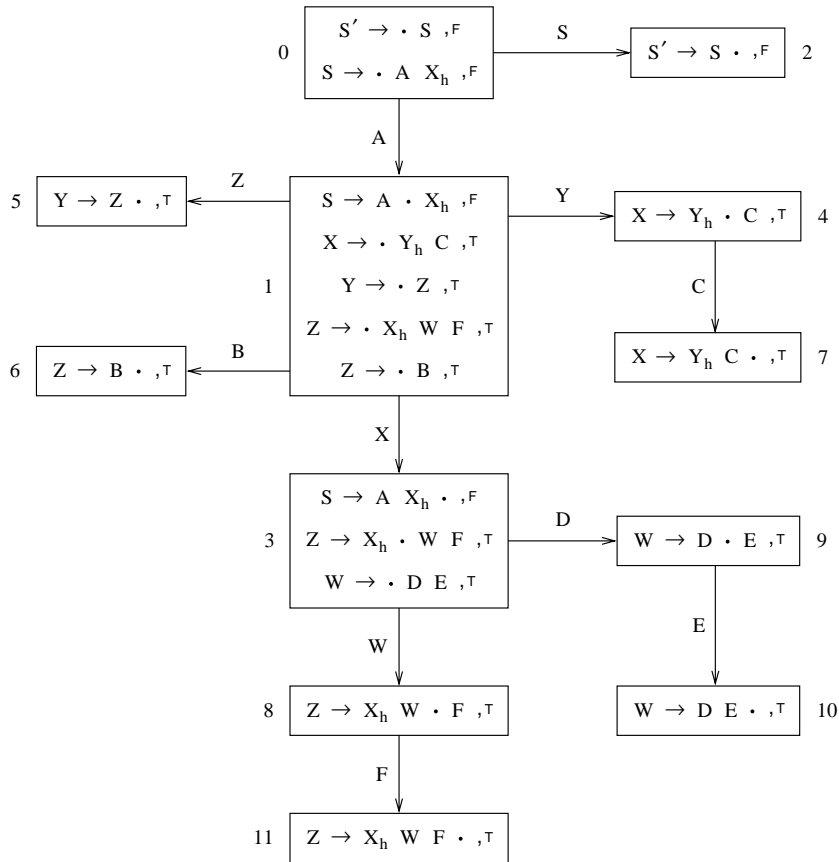 S′ → · S ,F
0
S
S′ → S · ,F
2
S → · A Xₕ ,F
A
5
Y → Z · ,T
Z
S → A · Xₕ ,F
Y
X → Yₕ · C ,T
4
X → · Yₕ C ,T
1
Y → · Z ,T
C
Z → · Xₕ W F ,T
6
Z → B · ,T
B
Z → · B ,T
X → Yₕ C · ,T
7
X
S → A Xₕ · ,F
D
3
Z → Xₕ · W F ,T
W → D · E ,T
9
W → · D E ,T
W
E
8
Z → Xₕ W · F ,T
W → D E · ,T
10
F
11
Z → Xₕ W F · ,T